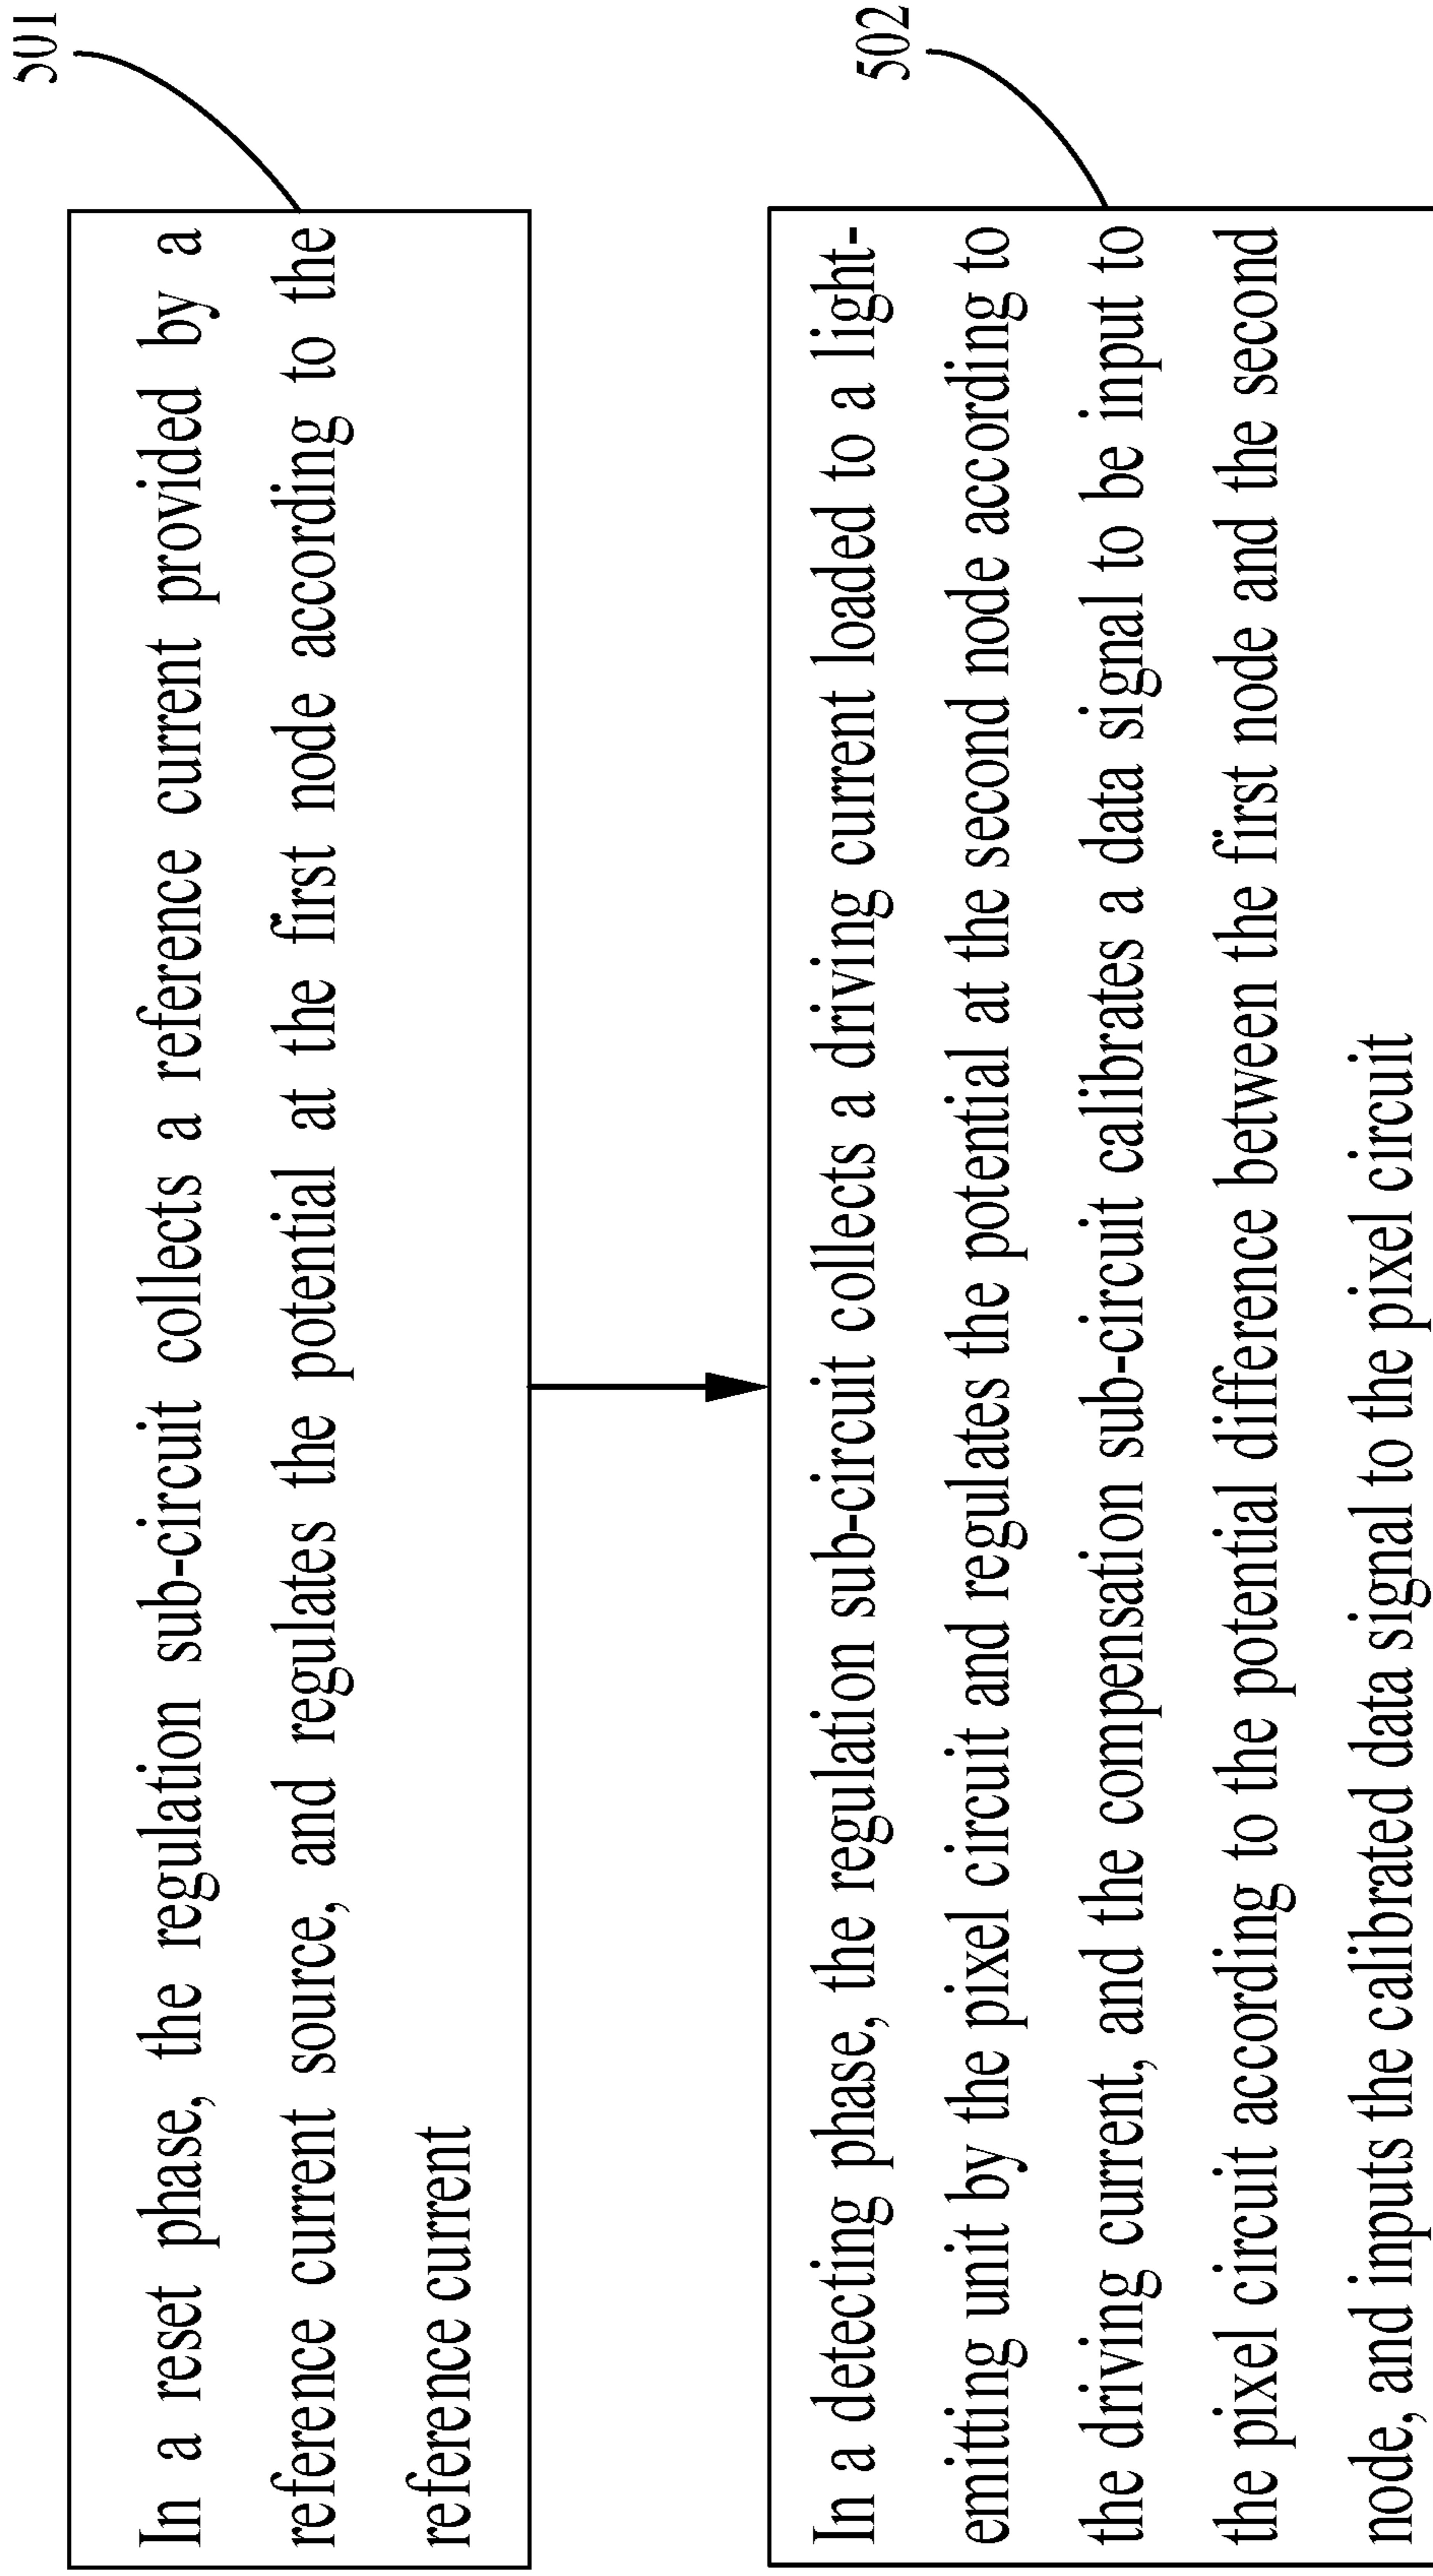 501
In a reset phase, the regulation sub-circuit collects a reference current provided by a
reference current source, and regulates the potential at the first node according to the
reference current
502
In a detecting phase, the regulation sub-circuit collects a driving current loaded to a light-
emitting unit by the pixel circuit and regulates the potential at the second node according to
the driving current, and the compensation sub-circuit calibrates a data signal to be input to
the pixel circuit according to the potential difference between the first node and the second
node, and inputs the calibrated data signal to the pixel circuit